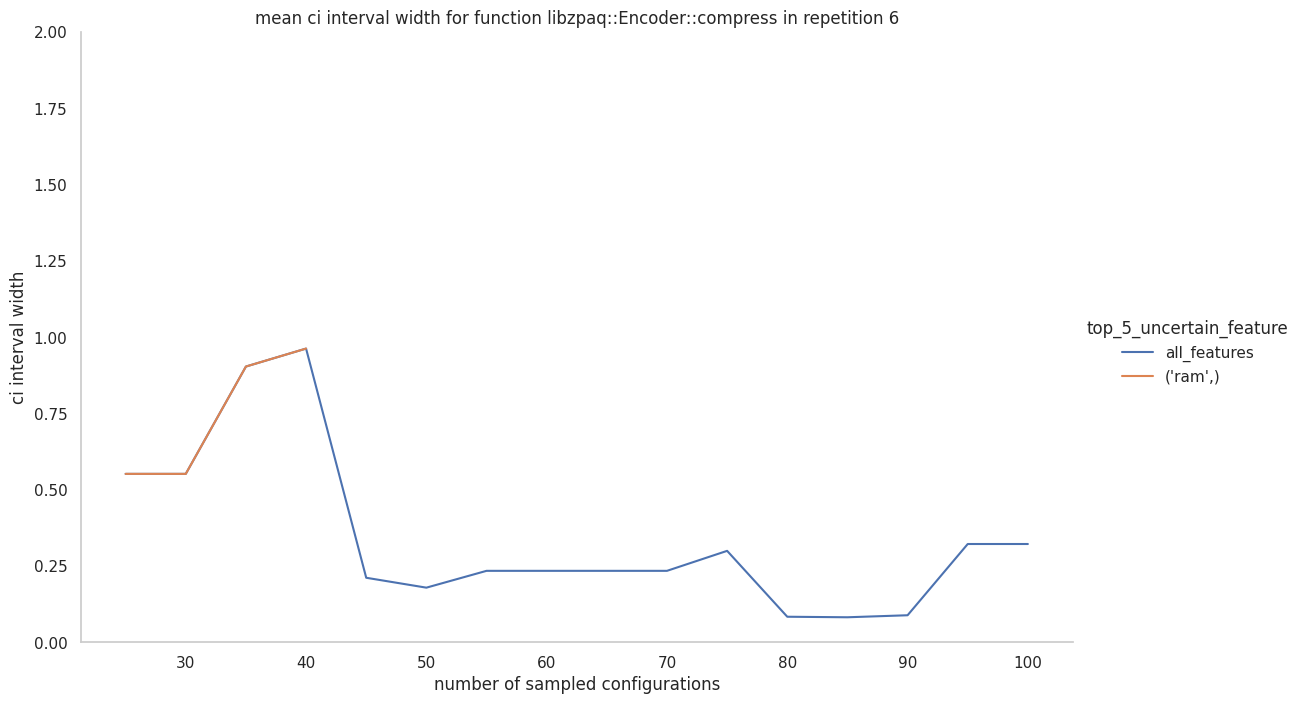 mean ci interval width for function libzpaq::Encoder::compress in repetition 6
2.00
1.75
1.50
1.25
1.00
0.75
0.50
0.25
0.00
ci interval width
30 40 50 60 70 80 90 100
number of sampled configurations
top_5_uncertain_feature
all_features
('ram',)